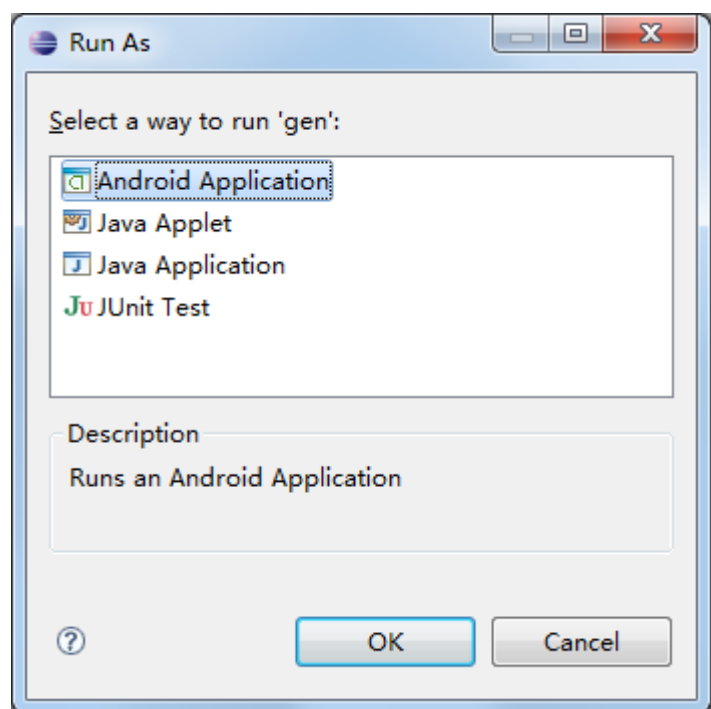 Run As
Select a way to run 'gen':
Android Application
Java Applet
Java Application
Ju JUnit Test
Description
Runs an Android Application
OK
Cancel